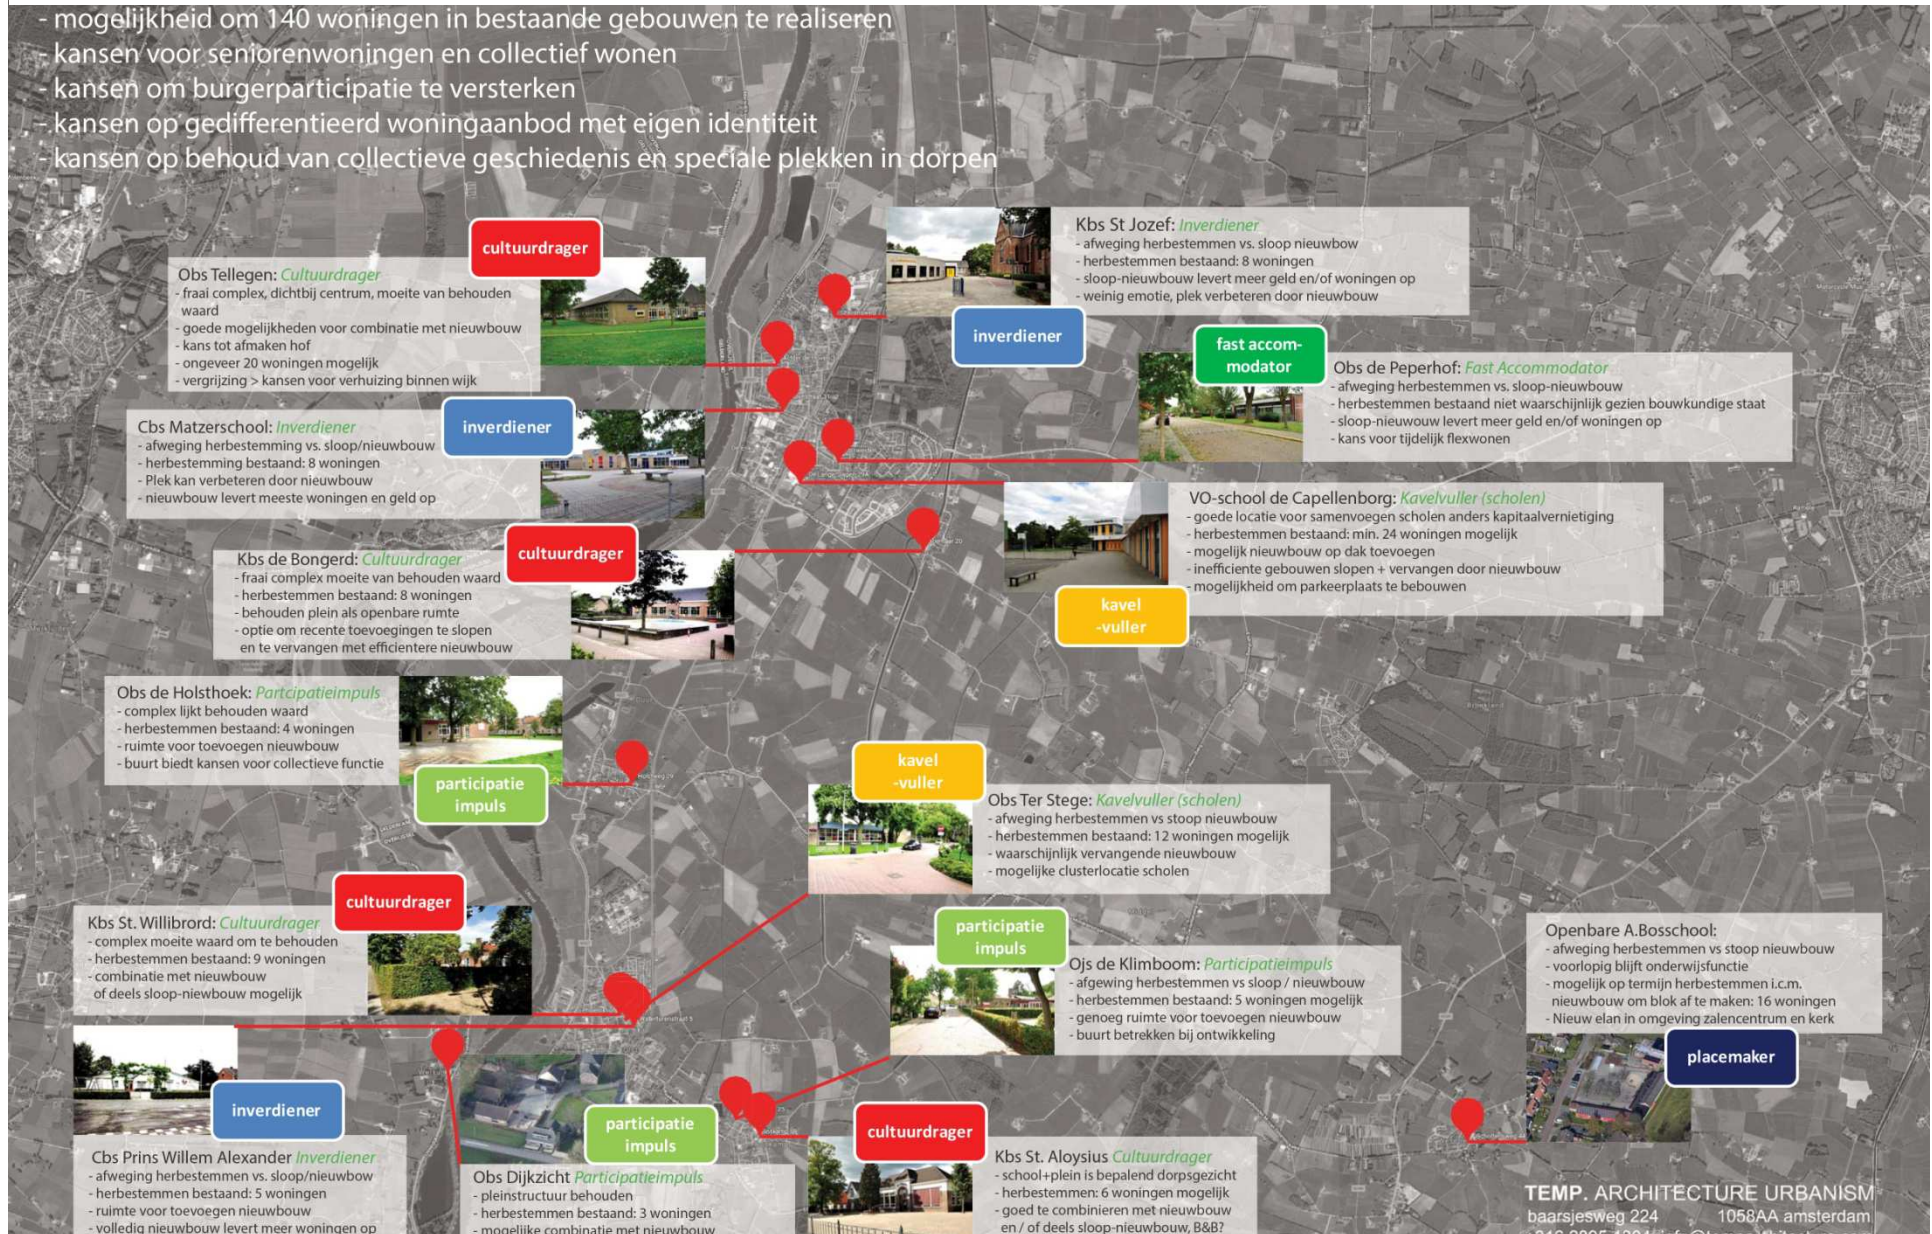 - mogelijkheid om 140 woningen in bestaande gebouwen te realiseren
- kansen voor seniorenwoningen en collectief wonen
- kansen om burgerparticipatie te versterken
- kansen op gedifferentieerd woningaanbod met eigen identiteit
- kansen op behoud van collectieve geschiedenis en speciale plekken in dorpen
cultuurdrager
Obs Tellegen: Cultuurdrager
- fraai complex, dichtbij centrum, moeite van behouden
waard
- goede mogelijkheden voor combinatie met nieuwbouw
- kans tot afmaken hof
- ongeveer 20 woningen mogelijk
- vergrijzing > kansen voor verhuizing binnen wijk
Kbs St Jozef: Inverdiener
- afweging herbestemmen vs. sloop nieuwbow
- herbestemmen bestaand: 8 woningen
- sloop-nieuwbouw levert meer geld en/of woningen op
- weinig emotie, plek verbeteren door nieuwbouw
inverdiener
fast accom-
modator
Obs de Peperhof: Fast Accommodator
- afweging herbestemmen vs. sloop-nieuwbouw
- herbestemmen bestaand niet waarschijnlijk gezien bouwkundige staat
- sloop-nieuwouw levert meer geld en/of woningen op
- kans voor tijdelijk flexwonen
inverdiener
Cbs Matzerschool: Inverdiener
- afweging herbestemming vs. sloop/nieuwbouw
- herbestemming bestaand: 8 woningen
- Plek kan verbeteren door nieuwbouw
- nieuwbouw levert meeste woningen en geld op
VO-school de Capellenborg: Kavelvuller (scholen)
- goede locatie voor samenvoegen scholen anders kapitaalvernietiging
- herbestemmen bestaand: min. 24 woningen mogelijk
- mogelijk nieuwbouw op dak toevoegen
- inefficiente gebouwen slopen + vervangen door nieuwbouw
- mogelijkheid om parkeerplaats te bebouwen
kavel
-vuller
cultuurdrager
Kbs de Bongerd: Cultuurdrager
- fraai complex moeite van behouden waard
- herbestemmen bestaand: 8 woningen
- behouden plein als openbare rumte
- optie om recente toevoegingen te slopen
en te vervangen met efficientere nieuwbouw
Obs de Holsthoek: Partcipatieimpuls
- complex lijkt behouden waard
- herbestemmen bestaand: 4 woningen
- ruimte voor toevoegen nieuwbouw
- buurt biedt kansen voor collectieve functie
participatie
impuls
kavel
-vuller
Obs Ter Stege: Kavelvuller (scholen)
- afweging herbestemmen vs stoop nieuwbouw
- herbestemmen bestaand: 12 woningen mogelijk
- waarschijnlijk vervangende nieuwbouw
- mogelijke clusterlocatie scholen
cultuurdrager
Kbs St. Willibrord: Cultuurdrager
- complex moeite waard om te behouden
- herbestemmen bestaand: 9 woningen
- combinatie met nieuwbouw
of deels sloop-niewbouw mogelijk
participatie
impuls
Ojs de Klimboom: Participatieimpuls
- afgewing herbestemmen vs sloop / nieuwbouw
- herbestemmen bestaand: 5 woningen mogelijk
- genoeg ruimte voor toevoegen nieuwbouw
- buurt betrekken bij ontwikkeling
Openbare A.Bosschool:
- afweging herbestemmen vs stoop nieuwbouw
- voorlopig blijft onderwijsfunctie
- mogelijk op termijn herbestemmen i.c.m.
nieuwbouw om blok af te maken: 16 woningen
- Nieuw elan in omgeving zalencentrum en kerk
placemaker
inverdiener
Cbs Prins Willem Alexander Inverdiener
- afweging herbestemmen vs. sloop/nieuwbow
- herbestemmen bestaand: 5 woningen
- ruimte voor toevoegen nieuwbouw
- volledig nieuwbouw levert meer woningen op
participatie
impuls
Obs Dijkzicht Participatieimpuls
- pleinstructuur behouden
- herbestemmen bestaand: 3 woningen
- mogelijke combinatie met nieuwbouw
cultuurdrager
Kbs St. Aloysius Cultuurdrager
- school+plein is bepalend dorpsgezicht
- herbestemmen: 6 woningen mogelijk
- goed te combinieren met nieuwbouw
en / of deels sloop-nieuwbouw, B&B?
TEMP. ARCHITECTURE URBANISM
baarsjesweg 224 1058AA amsterdam